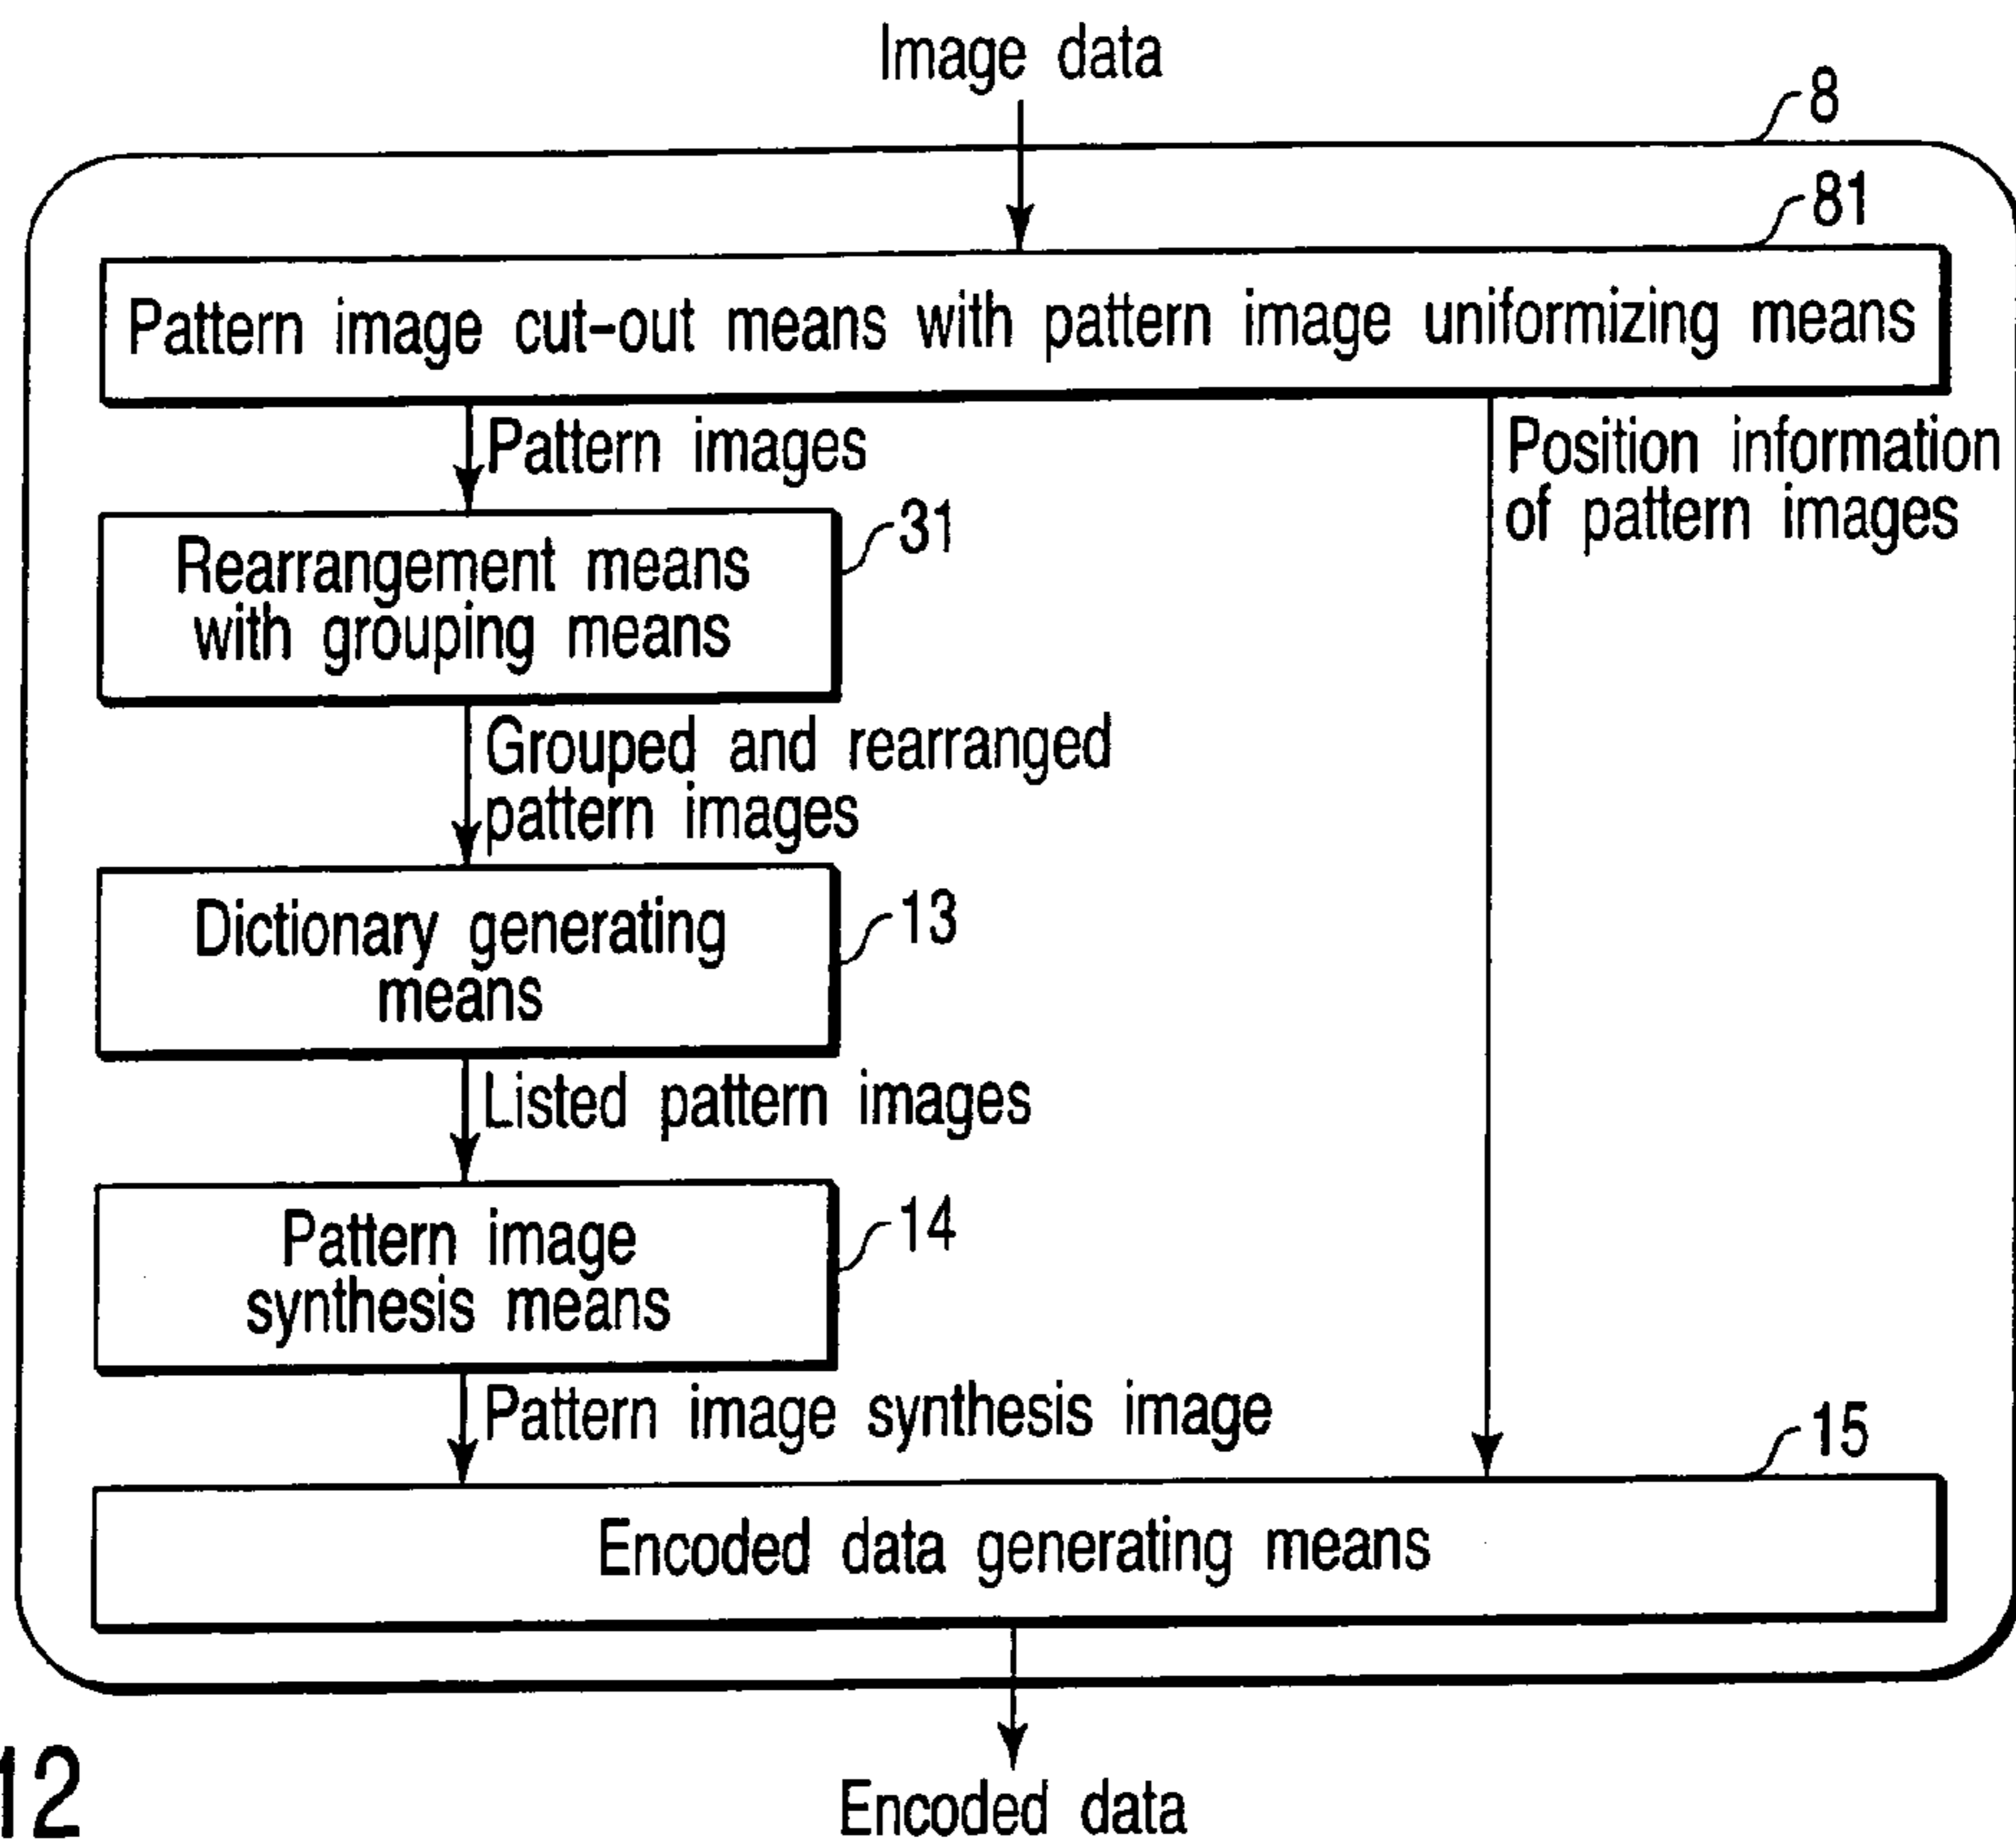 Image data
8
81
Pattern image cut-out means with pattern image uniformizing means
Pattern images
Position information
of pattern images
31
Rearrangement means
with grouping means
Grouped and rearranged
pattern images
Dictionary generating
means
13
Listed pattern images
Pattern image
synthesis means
14
Pattern image synthesis image
15
Encoded data generating means
Encoded data
12